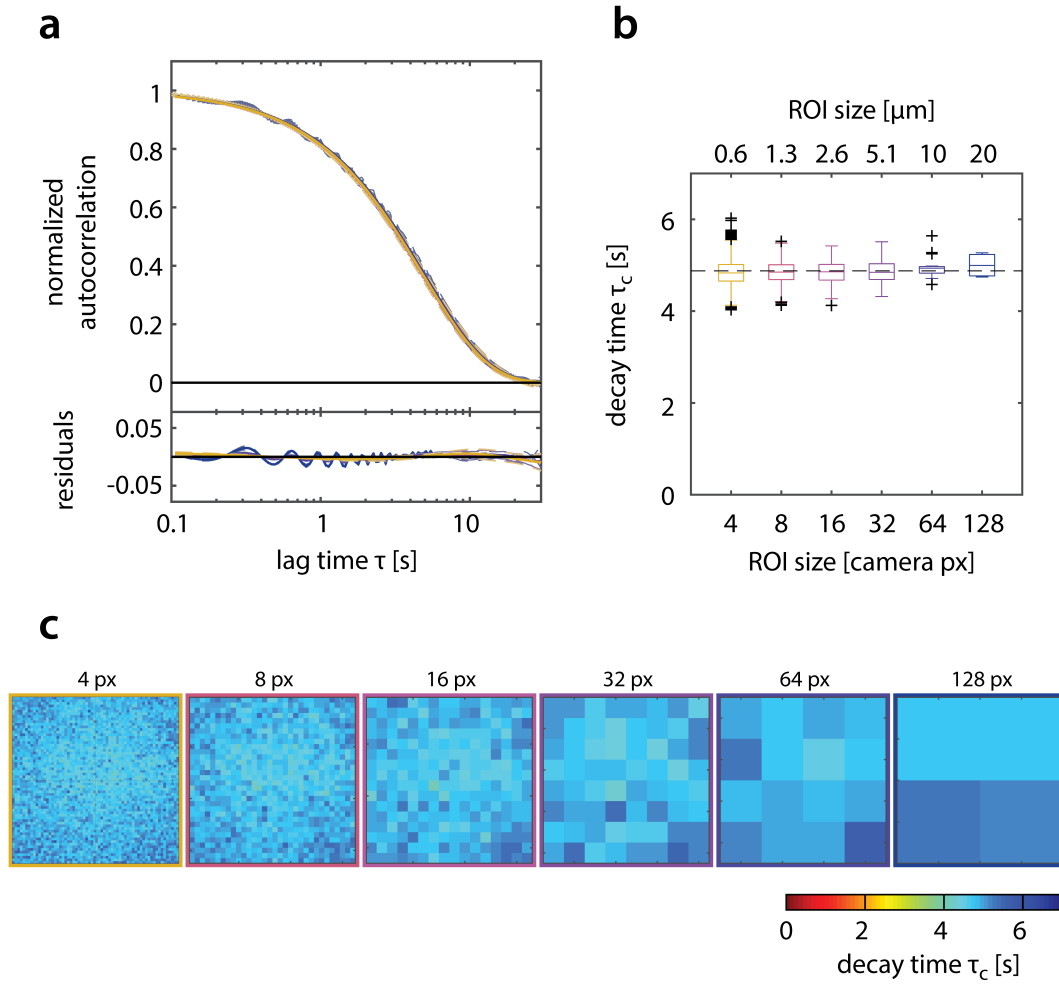 a
1
0.8
0.6
0.4
0.2
0
normalized
autocorrelation
0.05
-0.05
residuals
0.1 1 10
lag time τ [s]
b
ROI size [µm]
0.6 1.3 2.6 5.1 10 20
6
4
2
0
decay time τc [s]
4 8 16 32 64 128
ROI size [camera px]
c
4 px 8 px 16 px 32 px 64 px 128 px
0 2 4 6
decay time τc [s]